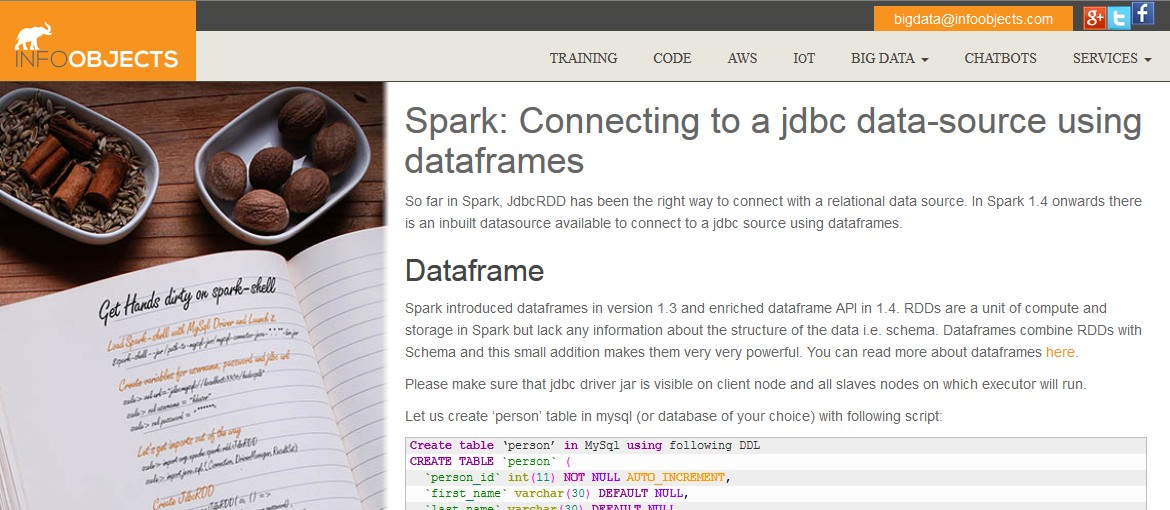 bigdata@infoobjects.com
INFOOBJECTS
TRAINING CODE AWS IoT BIG DATA CHATBOTS SERVICES
Spark: Connecting to a jdbc data-source using
dataframes
So far in Spark, JdbcRDD has been the right way to connect with a relational data source. In Spark 1.4 onwards there
is an inbuilt datasource available to connect to a jdbc source using dataframes.
Dataframe
Spark introduced dataframes in version 1.3 and enriched dataframe API in 1.4. RDDs are a unit of compute and
storage in Spark but lack any information about the structure of the data i.e. schema. Dataframes combine RDDs with
Schema and this small addition makes them very very powerful. You can read more about dataframes here.
Please make sure that jdbc driver jar is visible on client node and all slaves nodes on which executor will run.
Let us create ‘person’ table in mysql (or database of your choice) with following script:
Create table ‘person’ in MySql using following DDL
CREATE TABLE `person` (
`person_id` int(11) NOT NULL AUTO_INCREMENT,
`first_name` varchar(30) DEFAULT NULL,
`last_name` varchar(30) DEFAULT NULL,
Get Hands dirty on spark-shell
Load Spark-shell with MySql Driver and Launch it
Create variables for username, password and jdbc url
Let's get imports out of the way
Create JdbcRDD